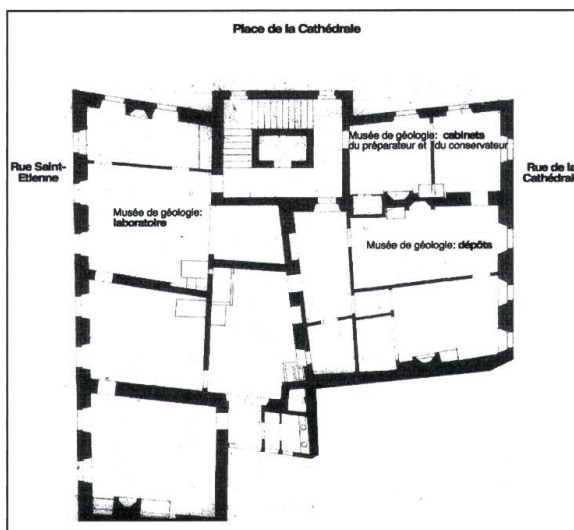 Place de la Cathédrale
Musée de géologie: cabinets
du préparateur et du conservateur
Rue Saint-
Etienne
Rue de la
Cathédrale
Musée de géologie:
laboratoire
Musée de géologie: dépôts